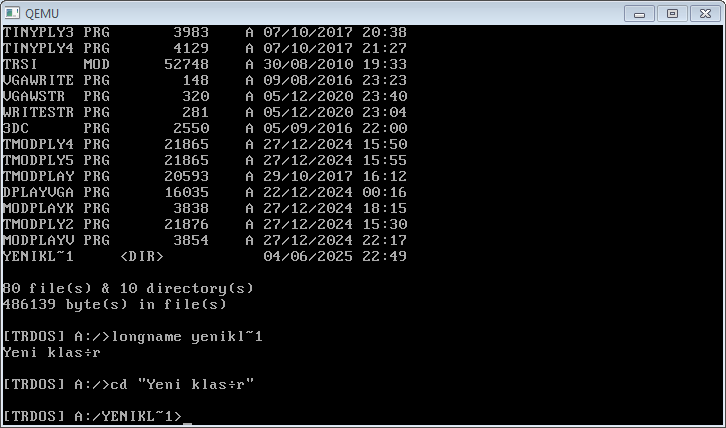 QEMU
TINYPLY3 PRG 3983 A 07/10/2017 20:38
TINYPLY4 PRG 4129 A 07/10/2017 21:27
TRSI MOD 52748 A 30/08/2010 19:33
VGAWRITE PRG 148 A 09/08/2016 23:23
VGAWSTR PRG 320 A 05/12/2020 23:40
WRITESTR PRG 281 A 05/12/2020 23:04
3DC PRG 2550 A 05/09/2016 22:00
TMODPLY4 PRG 21865 A 27/12/2024 15:50
TMODPLY5 PRG 21865 A 27/12/2024 15:55
TMODPLAY PRG 20593 A 29/10/2017 16:12
DPLAYVGA PRG 16035 A 22/12/2024 00:16
MODPLAYK PRG 3838 A 27/12/2024 18:15
TMODPLY2 PRG 21876 A 27/12/2024 15:30
MODPLAYV PRG 3854 A 27/12/2024 22:17
YENIKL~1 <DIR> 04/06/2025 22:49
80 file(s) & 10 directory(s)
486139 byte(s) in file(s)
[TRDOS] A:/>longname yenikl~1
Yeni klas÷r
[TRDOS] A:/>cd "Yeni klas÷r"
[TRDOS] A:/YENIKL~1>_